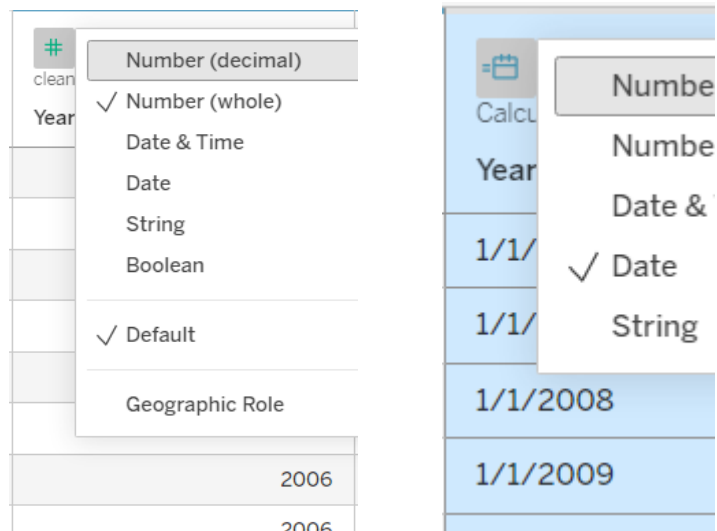 clean
Year
Number (decimal)
Number (whole)
Date & Time
Date
String
Boolean
Default
Geographic Role
2006
2006
Calcu
Year
1/1/
1/1/
1/1/2008
1/1/2009
Numbe
Numbe
Date &
Date
String